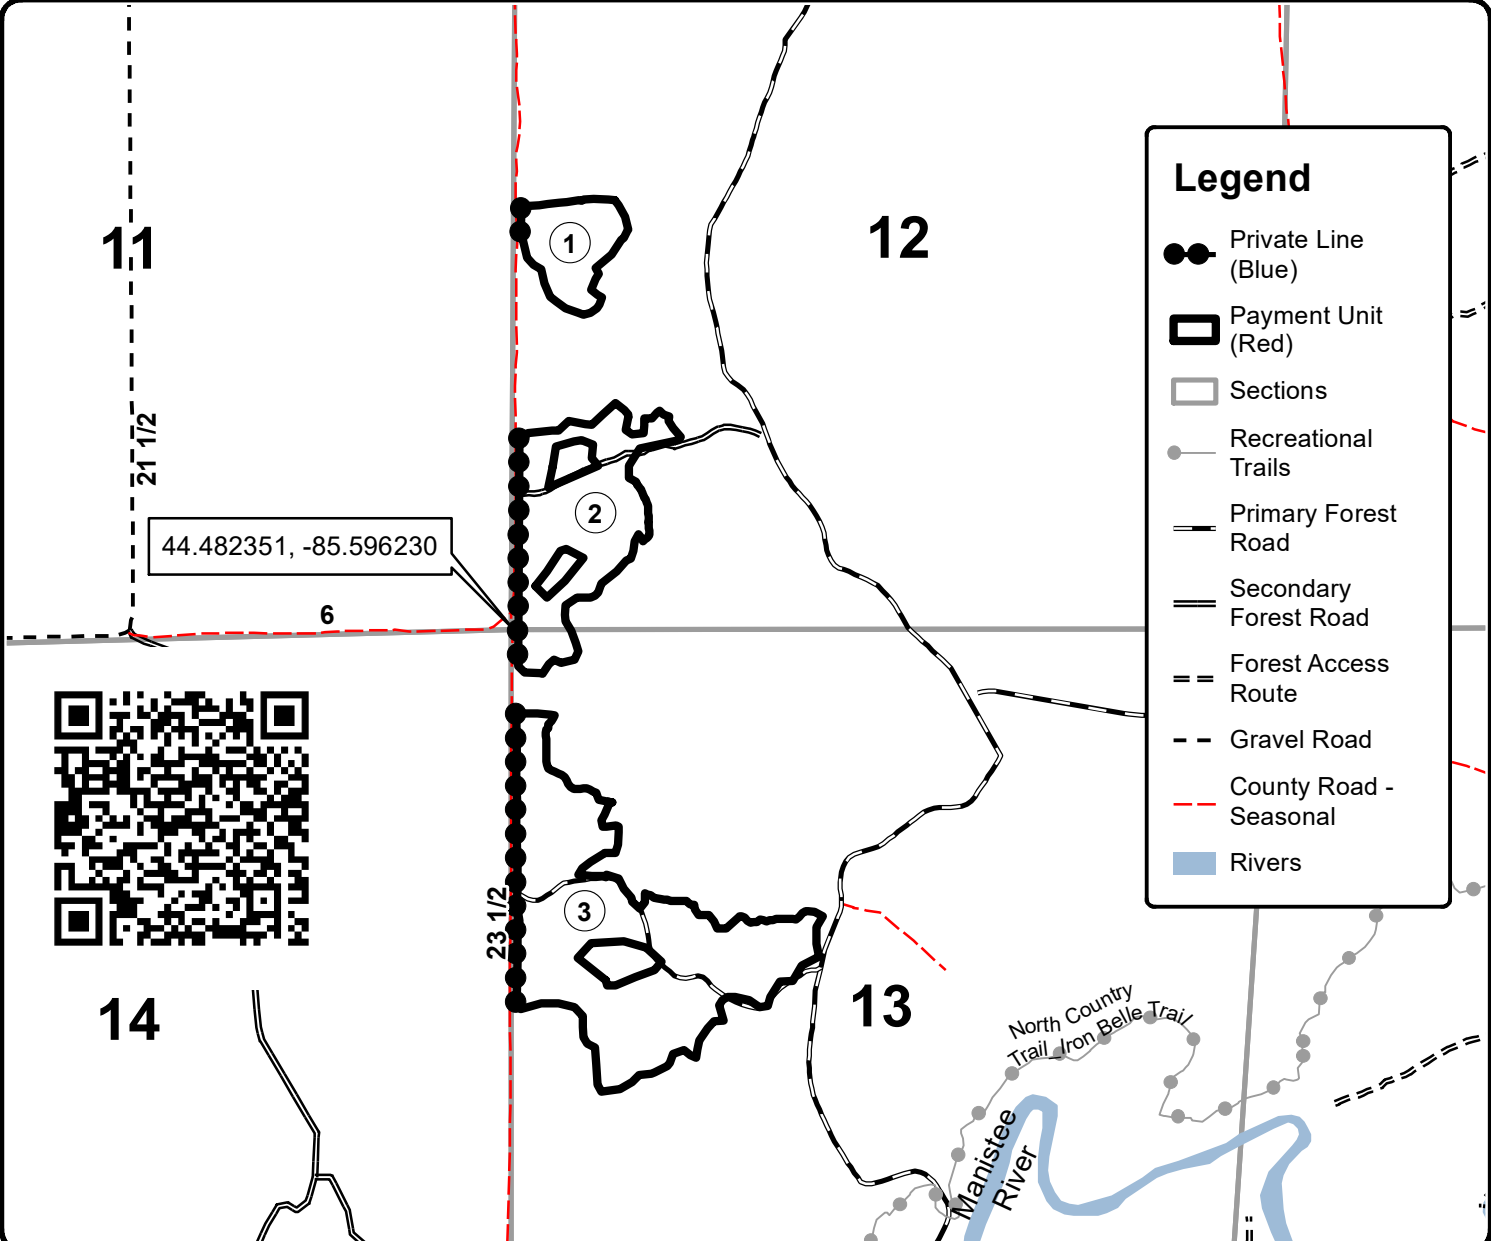 11
12
1
21 1/2
2
44.482351, -85.596230
6
3
23 1/2
14
13
North Country
Trail_Iron Belle Trail
Manistee
River
Legend
Private Line
(Blue)
Payment Unit
(Red)
Sections
Recreational
Trails
Primary Forest
Road
Secondary
Forest Road
Forest Access
Route
Gravel Road
County Road -
Seasonal
Rivers